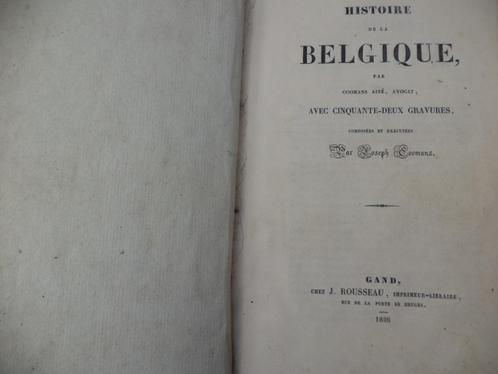 HISTOIRE
DE LA
BELGIQUE,
PAR
COOMANS AINÉ, AVOCAT,
AVEC CINQUANTE-DEUX GRAVURES,
COMPOSÉES ET EXÉCUTÉES
Par Joseph Coomans.
GAND,
CHEZ J. ROUSSEAU, IMPRIMEUR-LIBRAIRE,
RUE DE LA PORTE DE BRUGES.
1836